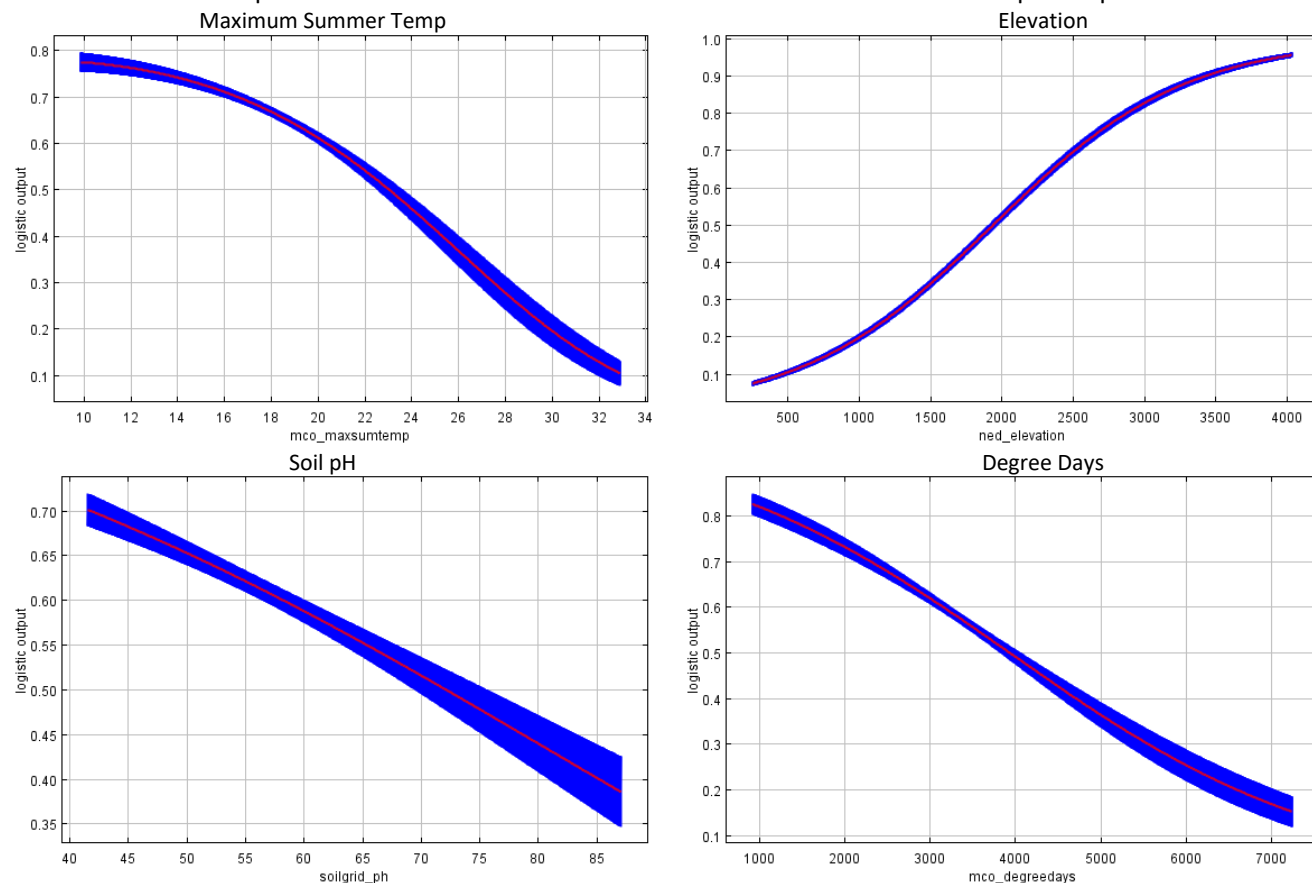 Maximum Summer Temp
0.8
0.7
0.6
0.5
0.4
0.3
0.2
0.1
logistic output
10 12 14 16 18 20 22 24 26 28 30 32 34
mco_maxsumtemp
Elevation
1.0
0.9
0.8
0.7
0.6
0.5
0.4
0.3
0.2
0.1
logistic output
500 1000 1500 2000 2500 3000 3500 4000
ned_elevation
Soil pH
0.70
0.65
0.60
0.55
0.50
0.45
0.40
0.35
logistic output
40 45 50 55 60 65 70 75 80 85
soilgrid_ph
Degree Days
0.8
0.7
0.6
0.5
0.4
0.3
0.2
0.1
logistic output
1000 2000 3000 4000 5000 6000 7000
mco_degreedays